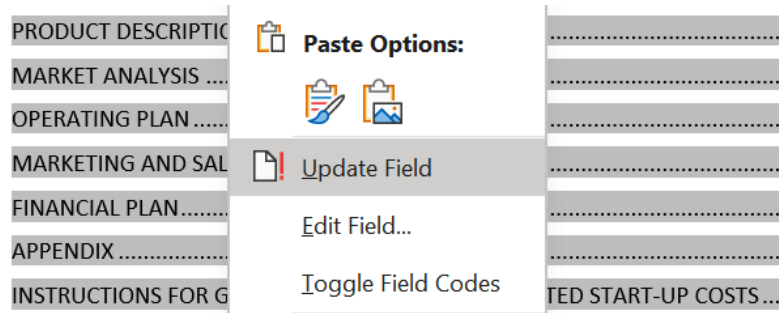 PRODUCT DESCRIPTIO
Paste Options:
MARKET ANALYSIS ....
OPERATING PLAN ......
MARKETING AND SAL
Update Field
FINANCIAL PLAN........
Edit Field...
APPENDIX ..................
Toggle Field Codes
INSTRUCTIONS FOR G
TED START-UP COSTS ...